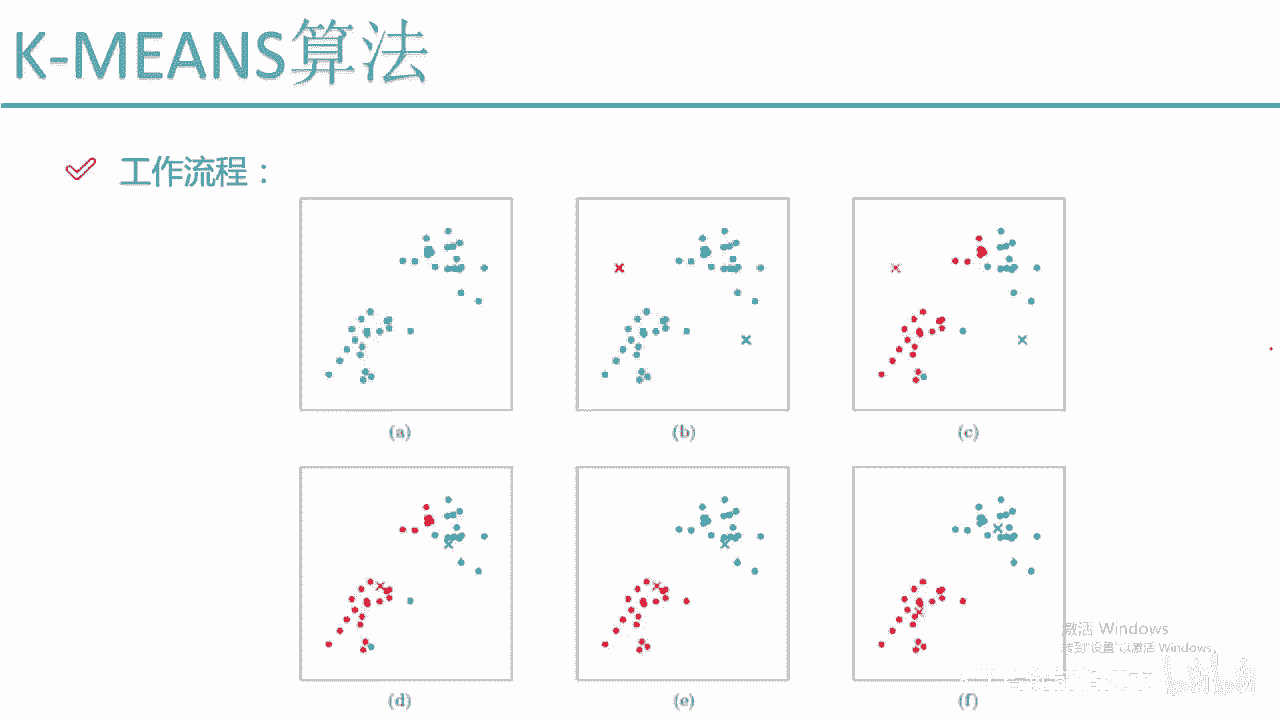 K-MEANS算法
工作流程：
(a)
(b)
(c)
(d)
(e)
(f)
激活 Windows
转到"设置"以激活 Windows。